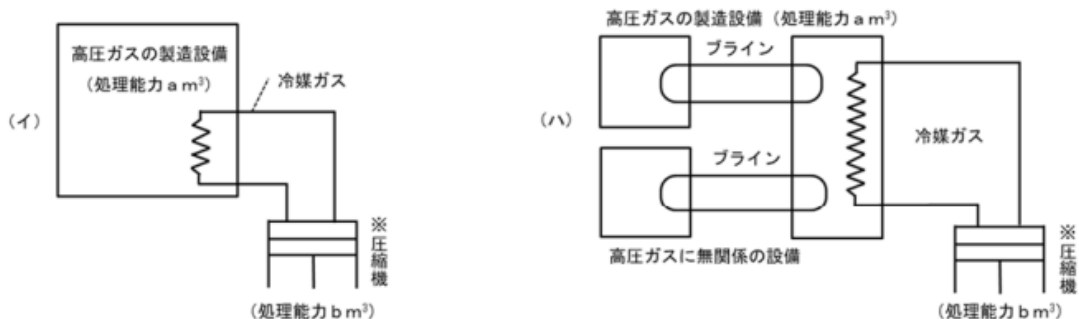 (イ)
高圧ガスの製造設備
(処理能力a㎥)
冷媒ガス
※圧縮機
(処理能力b㎥)
(ハ)
高圧ガスの製造設備(処理能力a㎥)
ブライン
冷媒ガス
ブライン
高圧ガスに無関係の設備
※圧縮機
(処理能力b㎥)